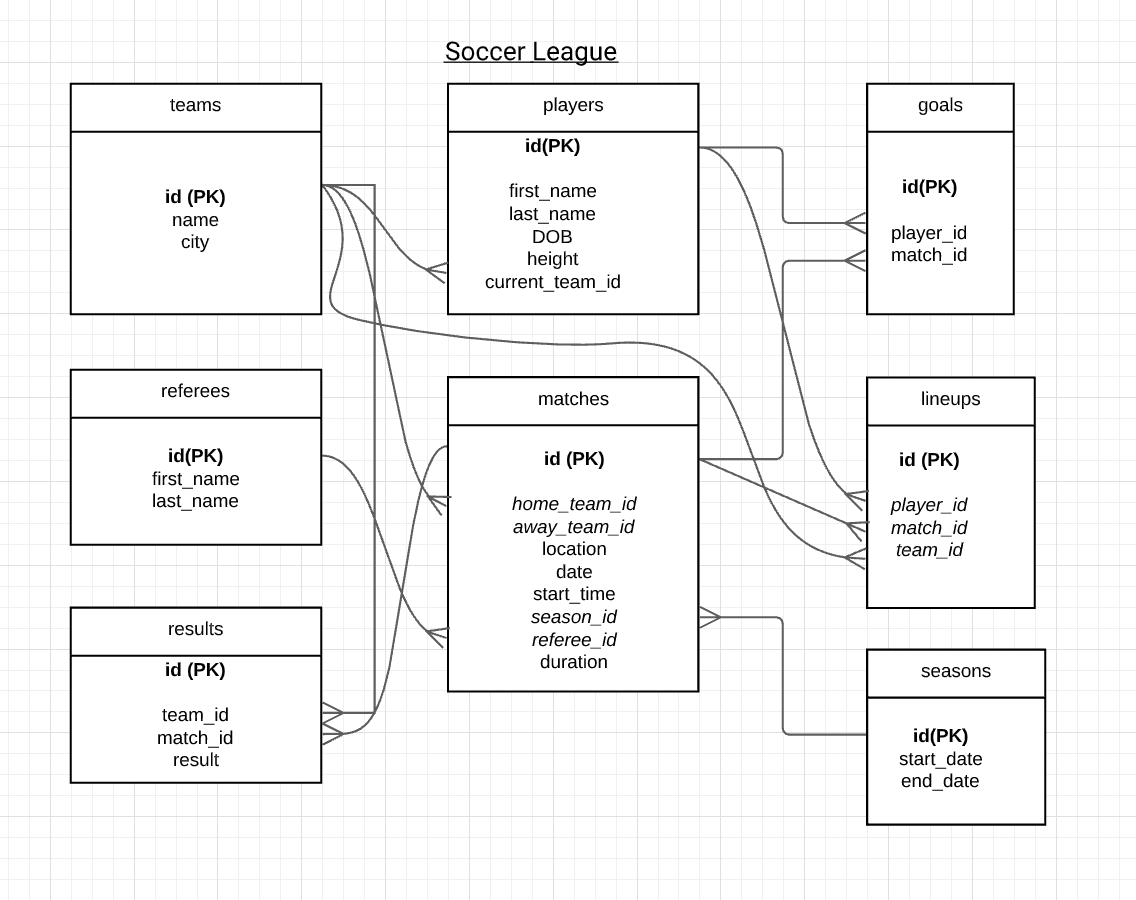 Soccer League
teams
id (PK)
name
city
players
id(PK)
first_name
last_name
DOB
height
current_team_id
goals
id(PK)
player_id
match_id
referees
id(PK)
first_name
last_name
matches
id (PK)
home_team_id
away_team_id
location
date
start_time
season_id
referee_id
duration
lineups
id (PK)
player_id
match_id
team_id
results
id (PK)
team_id
match_id
result
seasons
id(PK)
start_date
end_date